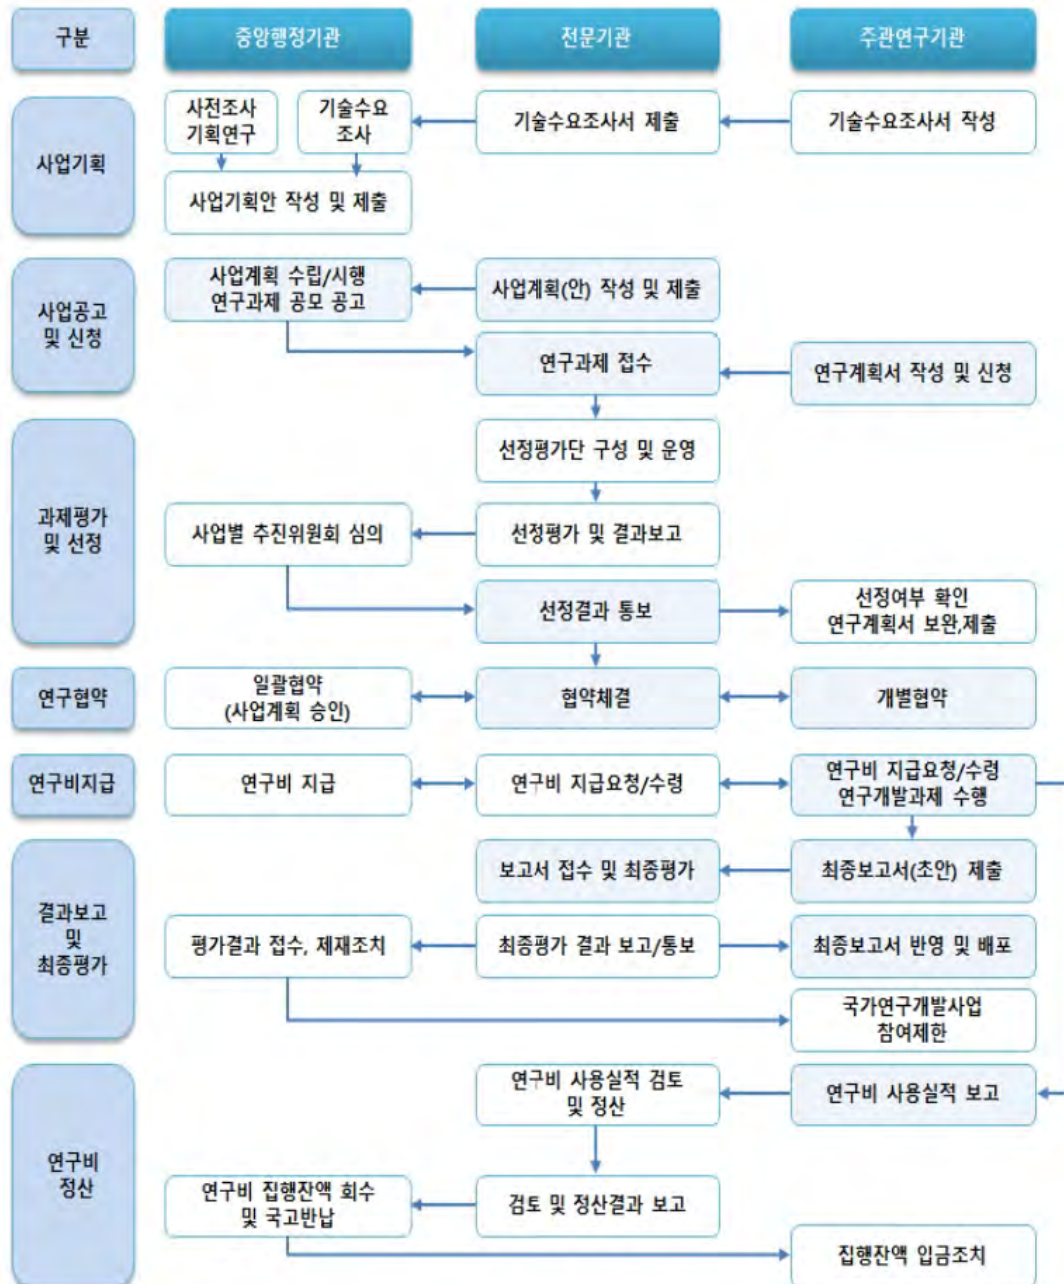 구분
중앙행정기관
전문기관
주관연구기관
사업기획
사전조사
기획연구
기술수요
조사
기술수요조사서 제출
기술수요조사서 작성
사업기획안 작성 및 제출
사업공고
및 신청
사업계획 수립/시행
연구과제 공모 공고
사업계획(안) 작성 및 제출
연구과제 접수
연구계획서 작성 및 신청
과제평가
및 선정
선정평가단 구성 및 운영
사업별 추진위원회 심의
선정평가 및 결과보고
선정결과 통보
선정여부 확인
연구계획서 보완,제출
연구협약
일괄협약
(사업계획 승인)
협약체결
개별협약
연구비지급
연구비 지급
연구비 지급요청/수령
연구비 지급요청/수령
연구개발과제 수행
결과보고
및
최종평가
보고서 접수 및 최종평가
최종보고서(초안) 제출
평가결과 접수, 제재조치
최종평가 결과 보고/통보
최종보고서 반영 및 배포
국가연구개발사업
참여제한
연구비
정산
연구비 사용실적 검토
및 정산
연구비 사용실적 보고
연구비 집행잔액 회수
및 국고반납
검토 및 정산결과 보고
집행잔액 입금조치